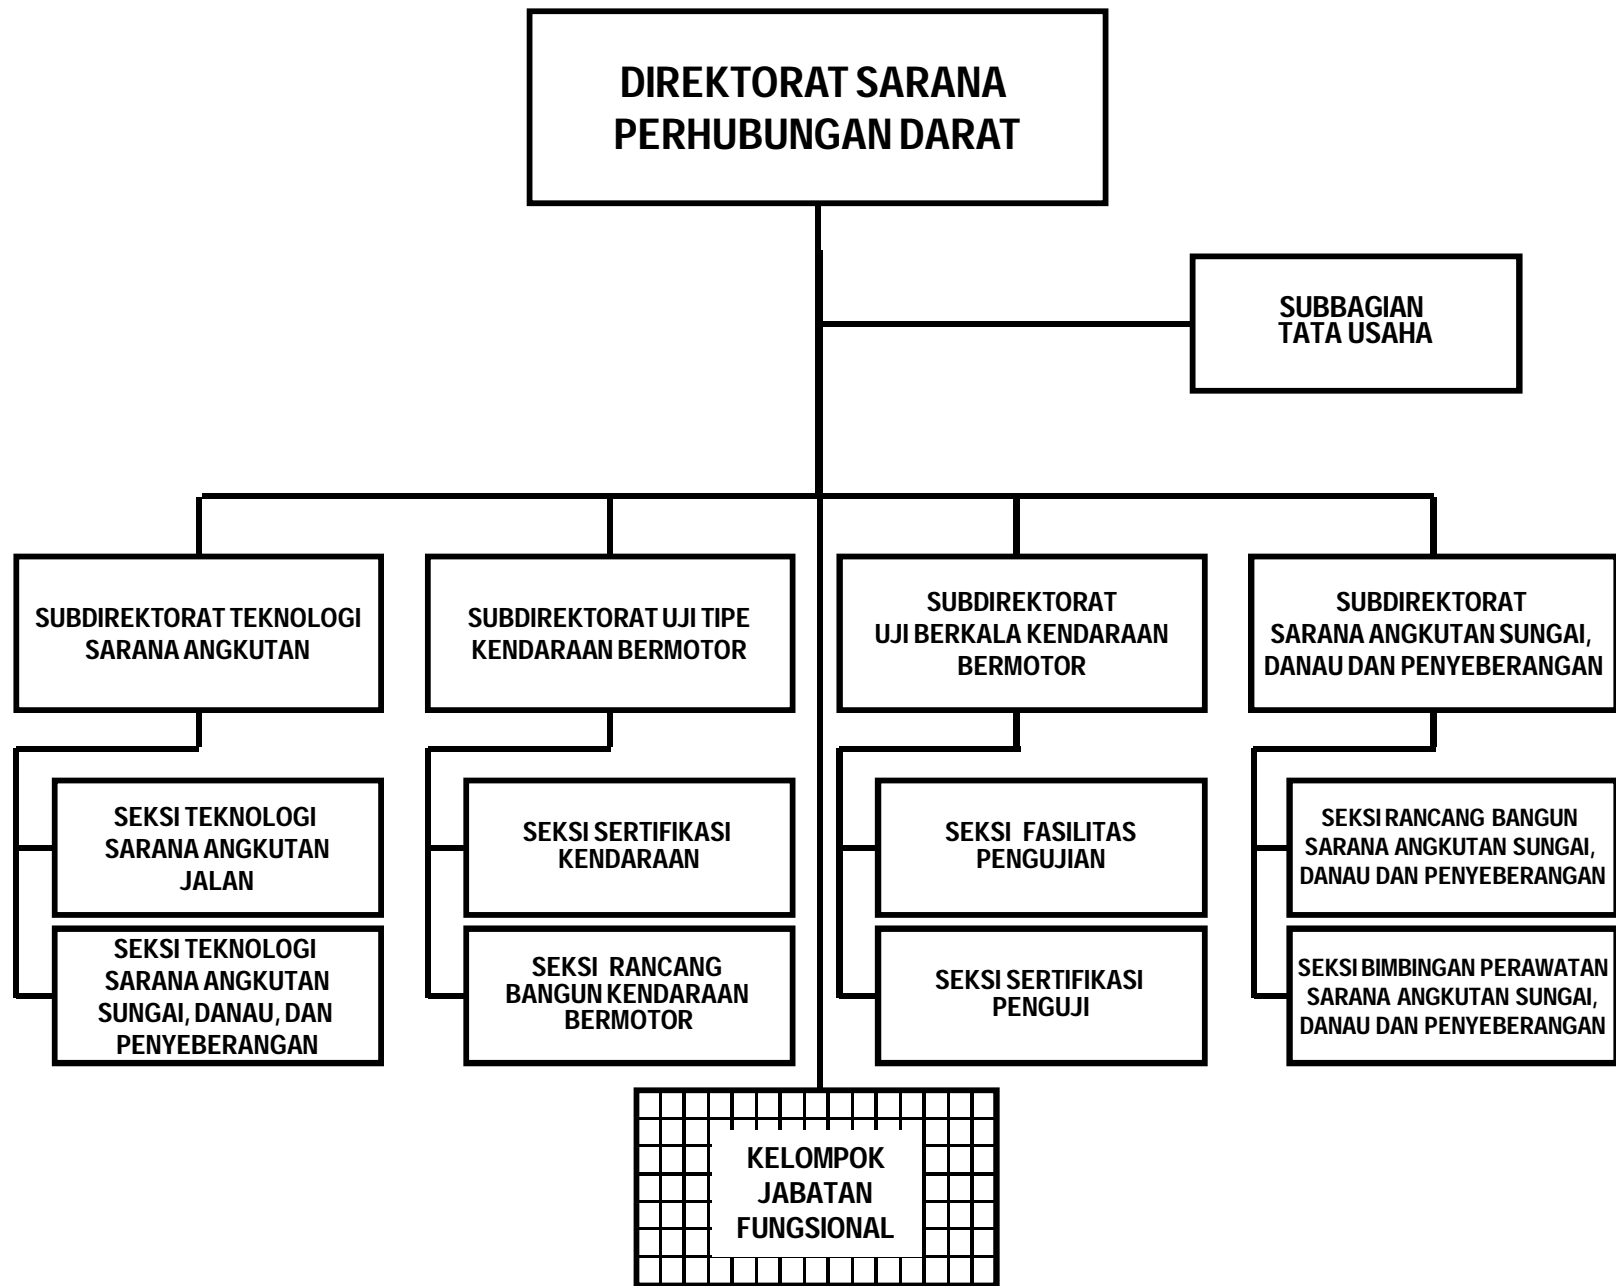 DIREKTORAT SARANA
PERHUBUNGAN DARAT
SUBBAGIAN
TATA USAHA
SUBDIREKTORAT TEKNOLOGI
SARANA ANGKUTAN
SUBDIREKTORAT UJI TIPE
KENDARAAN BERMOTOR
SUBDIREKTORAT
UJI BERKALA KENDARAAN
BERMOTOR
SUBDIREKTORAT
SARANA ANGKUTAN SUNGAI,
DANAU DAN PENYEBERANGAN
SEKSI TEKNOLOGI
SARANA ANGKUTAN
JALAN
SEKSI SERTIFIKASI
KENDARAAN
SEKSI FASILITAS
PENGUJIAN
SEKSI RANCANG BANGUN
SARANA ANGKUTAN SUNGAI,
DANAU DAN PENYEBERANGAN
SEKSI TEKNOLOGI
SARANA ANGKUTAN
SUNGAI, DANAU, DAN
PENYEBERANGAN
SEKSI RANCANG
BANGUN KENDARAAN
BERMOTOR
SEKSI SERTIFIKASI
PENGUJI
SEKSI BIMBINGAN PERAWATAN
SARANA ANGKUTAN SUNGAI,
DANAU DAN PENYEBERANGAN
KELOMPOK
JABATAN
FUNGSIONAL